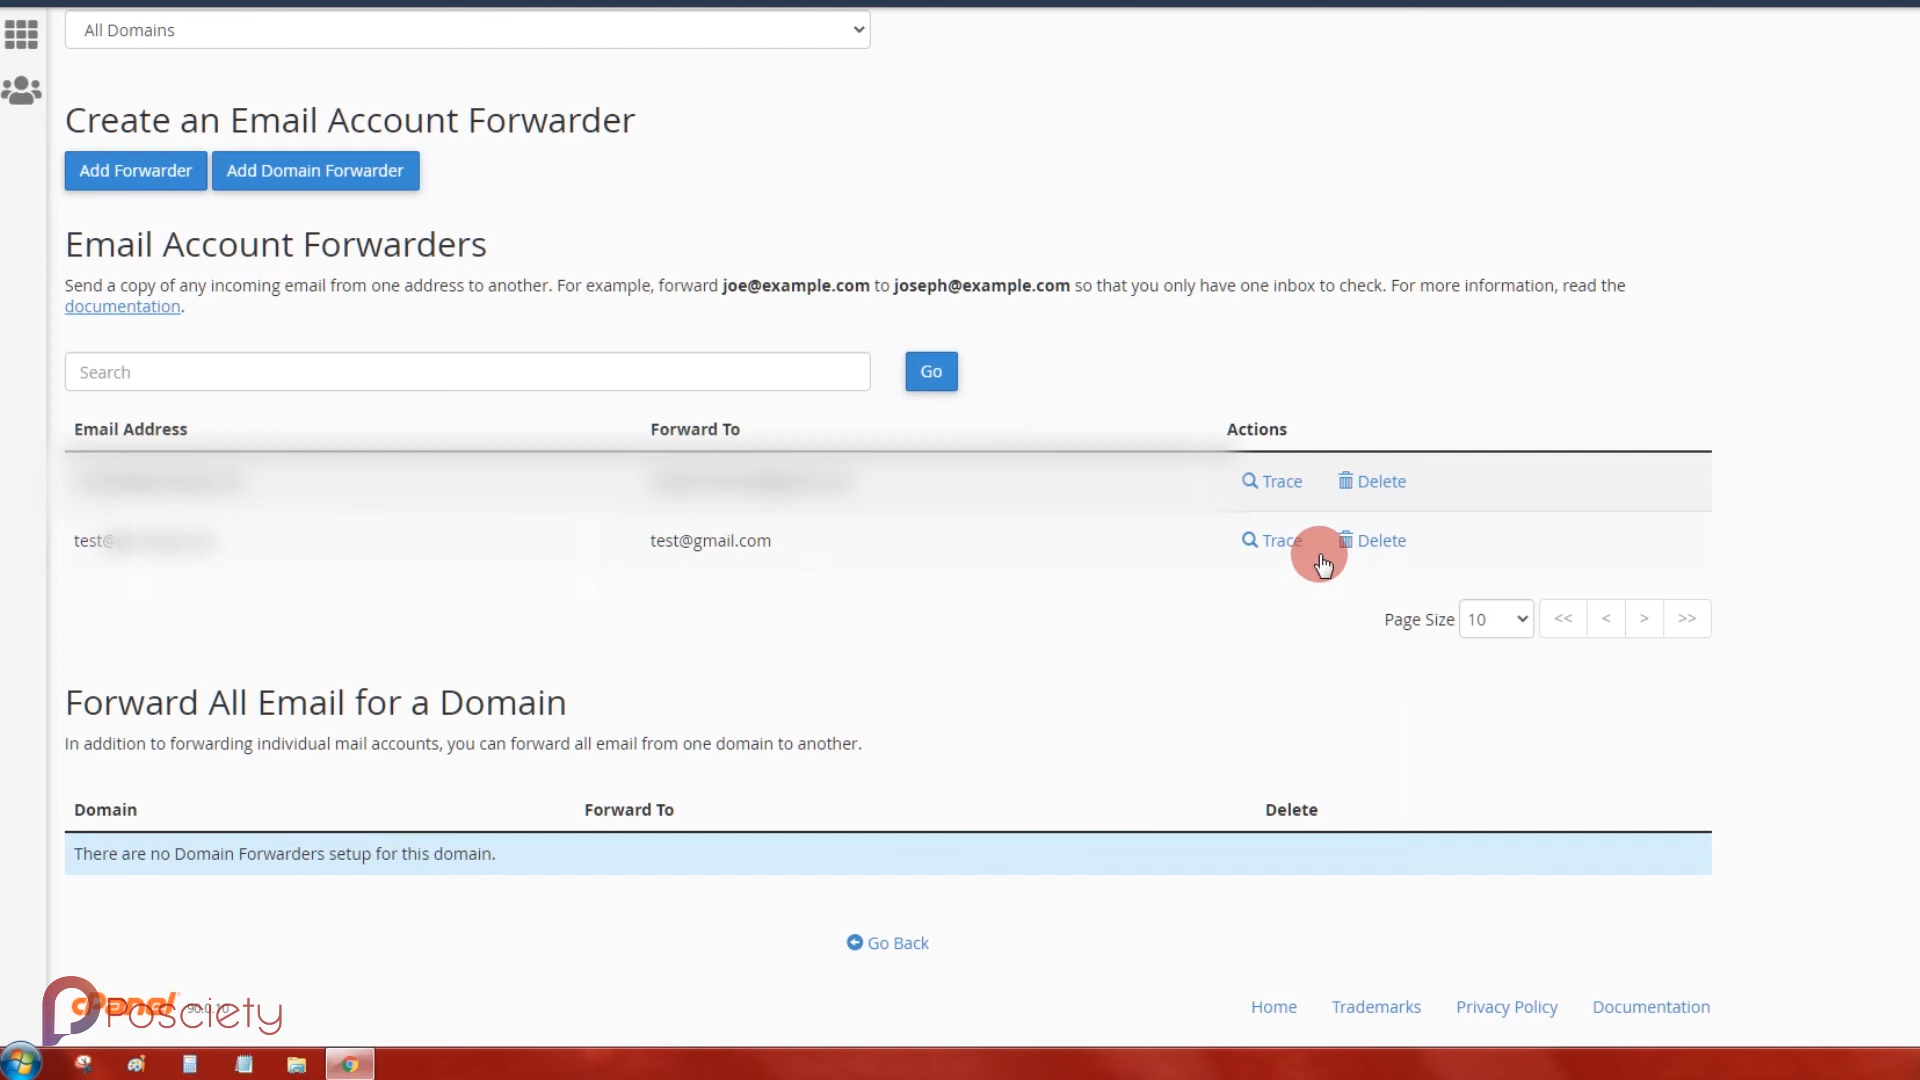 All Domains
Create an Email Account Forwarder
Add Forwarder Add Domain Forwarder
Email Account Forwarders
Send a copy of any incoming email from one address to another. For example, forward joe@example.com to joseph@example.com so that you only have one inbox to check. For more information, read the
documentation.
Search Go
Email Address Forward To Actions
Trace Delete
test@ test@gmail.com Trace Delete
Page Size 10 << < > >>
Forward All Email for a Domain
In addition to forwarding individual mail accounts, you can forward all email from one domain to another.
Domain Forward To Delete
There are no Domain Forwarders setup for this domain.
Go Back
cPanel 90.0.10 Home Trademarks Privacy Policy Documentation
Posciety